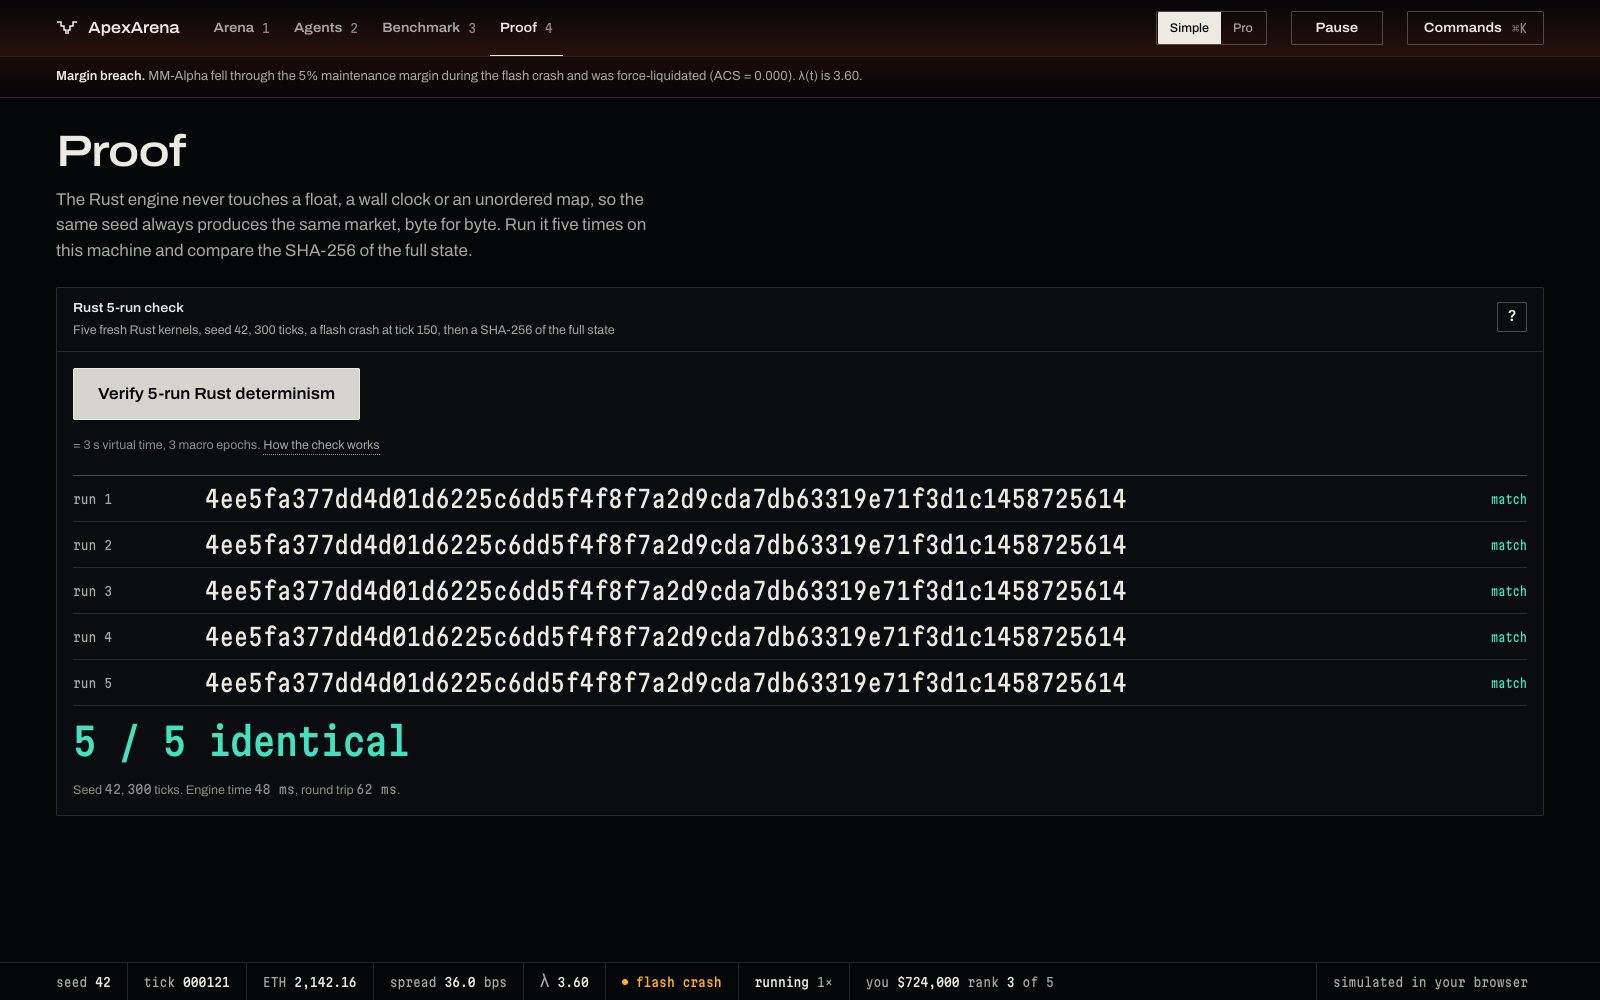 ApexArena Arena 1 Agents 2 Benchmark 3 Proof 4 Simple Pro Pause Commands ⌘K
Margin breach. MM-Alpha fell through the 5% maintenance margin during the flash crash and was force-liquidated (ACS = 0.000). λ(t) is 3.60.
Proof
The Rust engine never touches a float, a wall clock or an unordered map, so the
same seed always produces the same market, byte for byte. Run it five times on
this machine and compare the SHA-256 of the full state.
Rust 5-run check
Five fresh Rust kernels, seed 42, 300 ticks, a flash crash at tick 150, then a SHA-256 of the full state
?
Verify 5-run Rust determinism
= 3 s virtual time, 3 macro epochs. How the check works
run 1 4ee5fa377dd4d01d6225c6dd5f4f8f7a2d9cda7db63319e71f3d1c1458725614 match
run 2 4ee5fa377dd4d01d6225c6dd5f4f8f7a2d9cda7db63319e71f3d1c1458725614 match
run 3 4ee5fa377dd4d01d6225c6dd5f4f8f7a2d9cda7db63319e71f3d1c1458725614 match
run 4 4ee5fa377dd4d01d6225c6dd5f4f8f7a2d9cda7db63319e71f3d1c1458725614 match
run 5 4ee5fa377dd4d01d6225c6dd5f4f8f7a2d9cda7db63319e71f3d1c1458725614 match
5 / 5 identical
Seed 42, 300 ticks. Engine time 48 ms, round trip 62 ms.
seed 42 tick 000121 ETH 2,142.16 spread 36.0 bps λ 3.60 flash crash running 1× you $724,000 rank 3 of 5 simulated in your browser